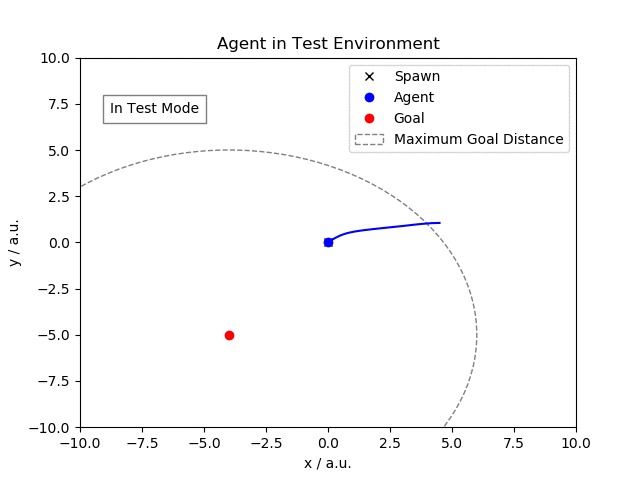 Agent in Test Environment
10.0
7.5
5.0
2.5
0.0
−2.5
−5.0
−7.5
−10.0
y / a.u.
In Test Mode
Spawn
Agent
Goal
Maximum Goal Distance
−10.0 −7.5 −5.0 −2.5 0.0 2.5 5.0 7.5 10.0
x / a.u.